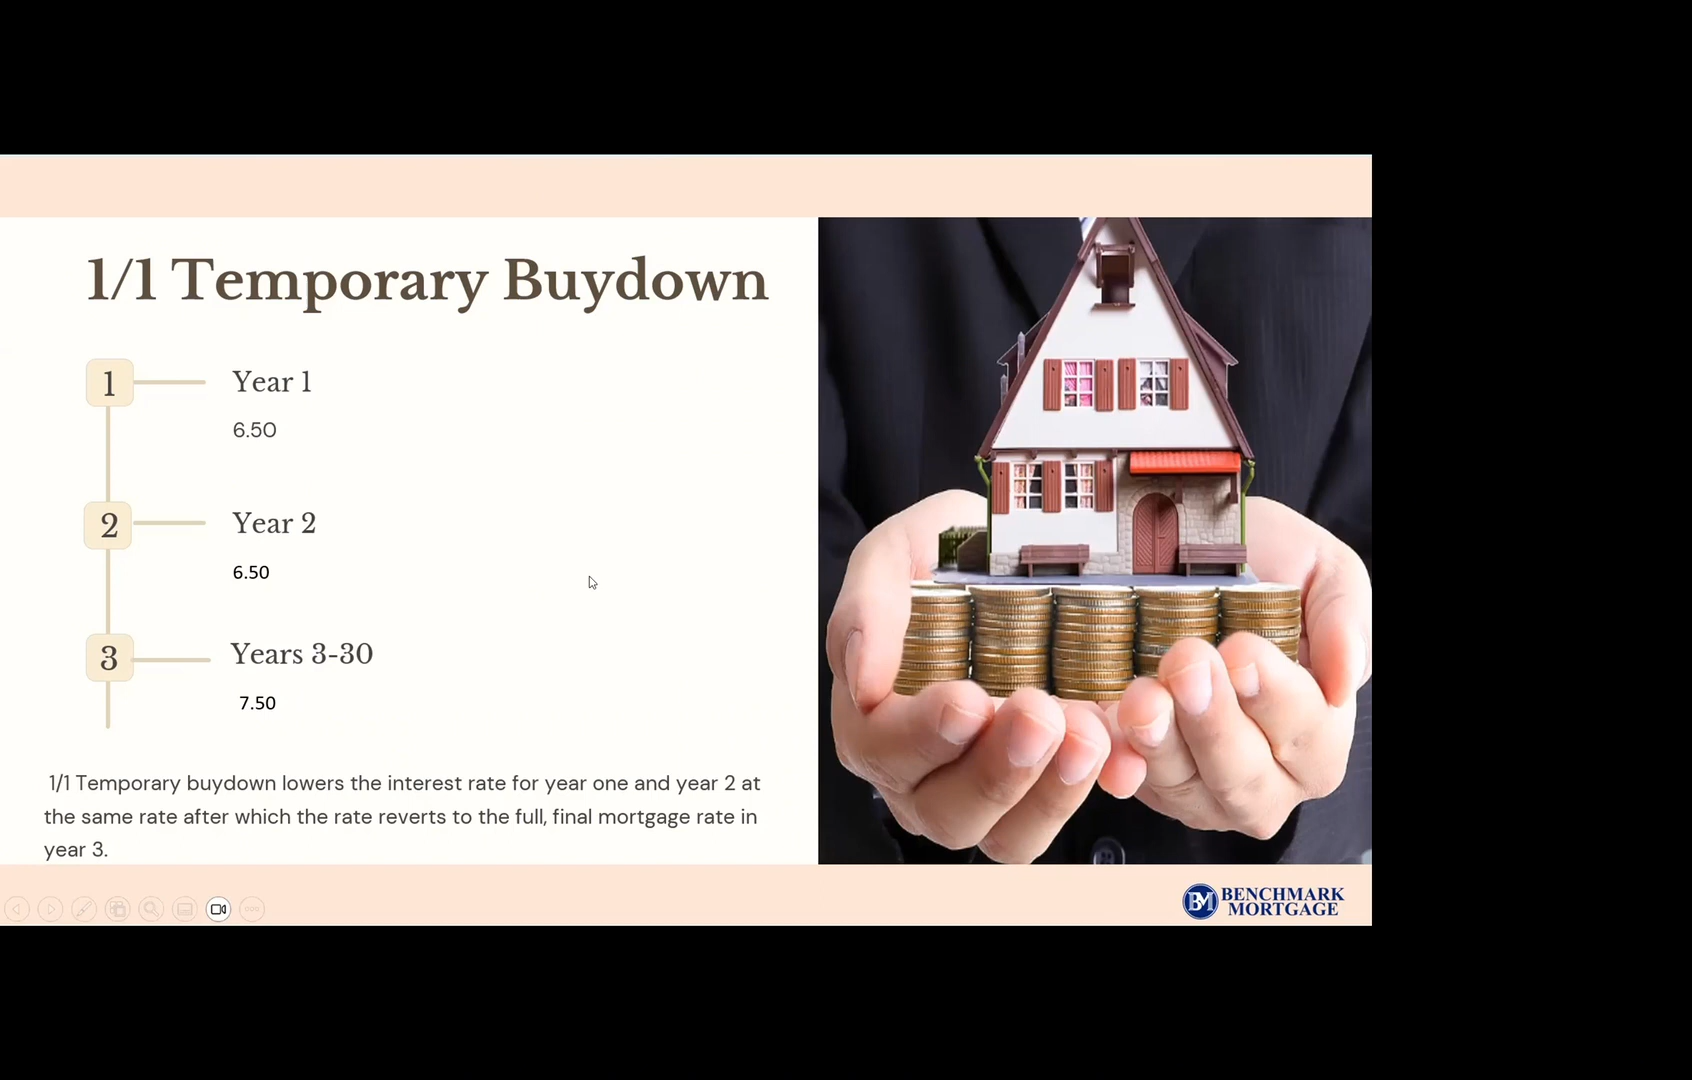 1/1 Temporary Buydown
1
Year 1
6.50
2
Year 2
6.50
3
Years 3-30
7.50
1/1 Temporary buydown lowers the interest rate for year one and year 2 at
the same rate after which the rate reverts to the full, final mortgage rate in
year 3.
BM
BENCHMARK
MORTGAGE